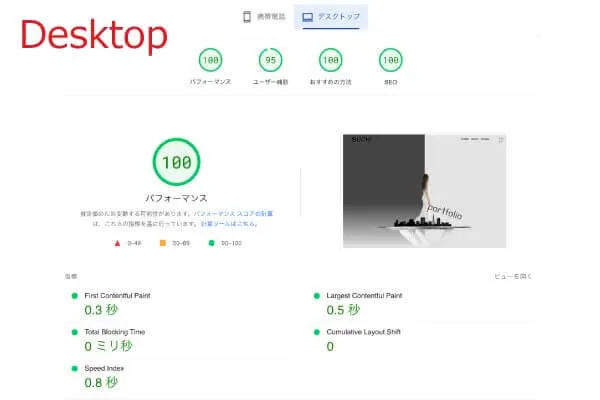 Desktop
携帯電話 デスクトップ
100 95 100 100
パフォーマンス ユーザー補助 おすすめの方法 SEO
100
パフォーマンス
推定値のため変動する可能性があります。パフォーマンス スコアの計算
は、これらの指標を基に行っています。計算ツールはこちら。
0–49 50–89 90–100
portfolio
指標 ビューを開く
First Contentful Paint
0.3 秒
Largest Contentful Paint
0.5 秒
Total Blocking Time
0 ミリ秒
Cumulative Layout Shift
0
Speed Index
0.8 秒